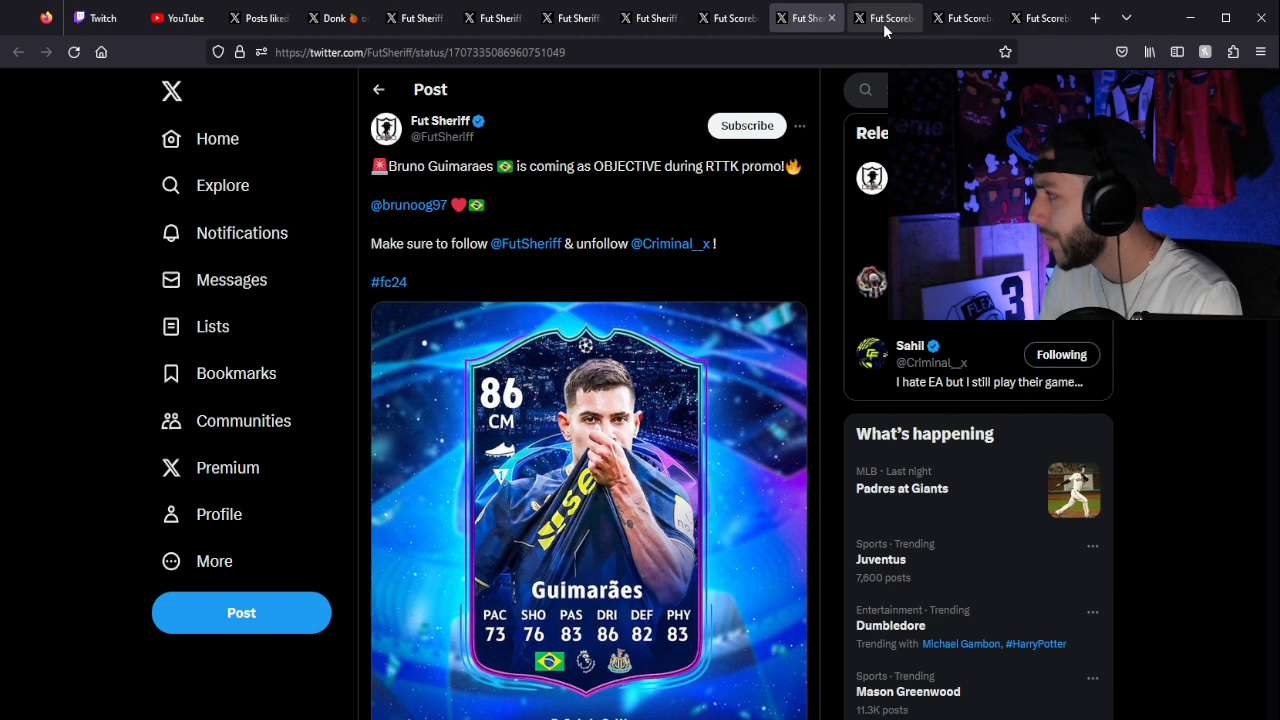 Twitch
YouTube
Posts liked
Donk
Fut Sheriff
Fut Sheriff
Fut Sheriff
Fut Sheriff
Fut Scoreb
Fut She
Fut Scoreb
Fut Scoreb
Fut Scoreb
https://twitter.com/FutSheriff/status/1707335086960751049
Home
Explore
Notifications
Messages
Lists
Bookmarks
Communities
Premium
Profile
More
Post
Post
Fut Sheriff
@FutSheriff
Subscribe
🚨Bruno Guimaraes 🇧🇷 is coming as OBJECTIVE during RTTK promo!🔥
@brunoog97 ❤️🇧🇷
Make sure to follow @FutSheriff & unfollow @Criminal__x !
#fc24
86
CM
1
Guimarães
PAC SHO PAS DRI DEF PHY
73 76 83 86 82 83
Rele
FLEX
3
Sahil
@Criminal__x
Following
I hate EA but I still play their game...
What's happening
MLB · Last night
Padres at Giants
Sports · Trending
Juventus
7,600 posts
Entertainment · Trending
Dumbledore
Trending with Michael Gambon, #HarryPotter
Sports · Trending
Mason Greenwood
11.3K posts